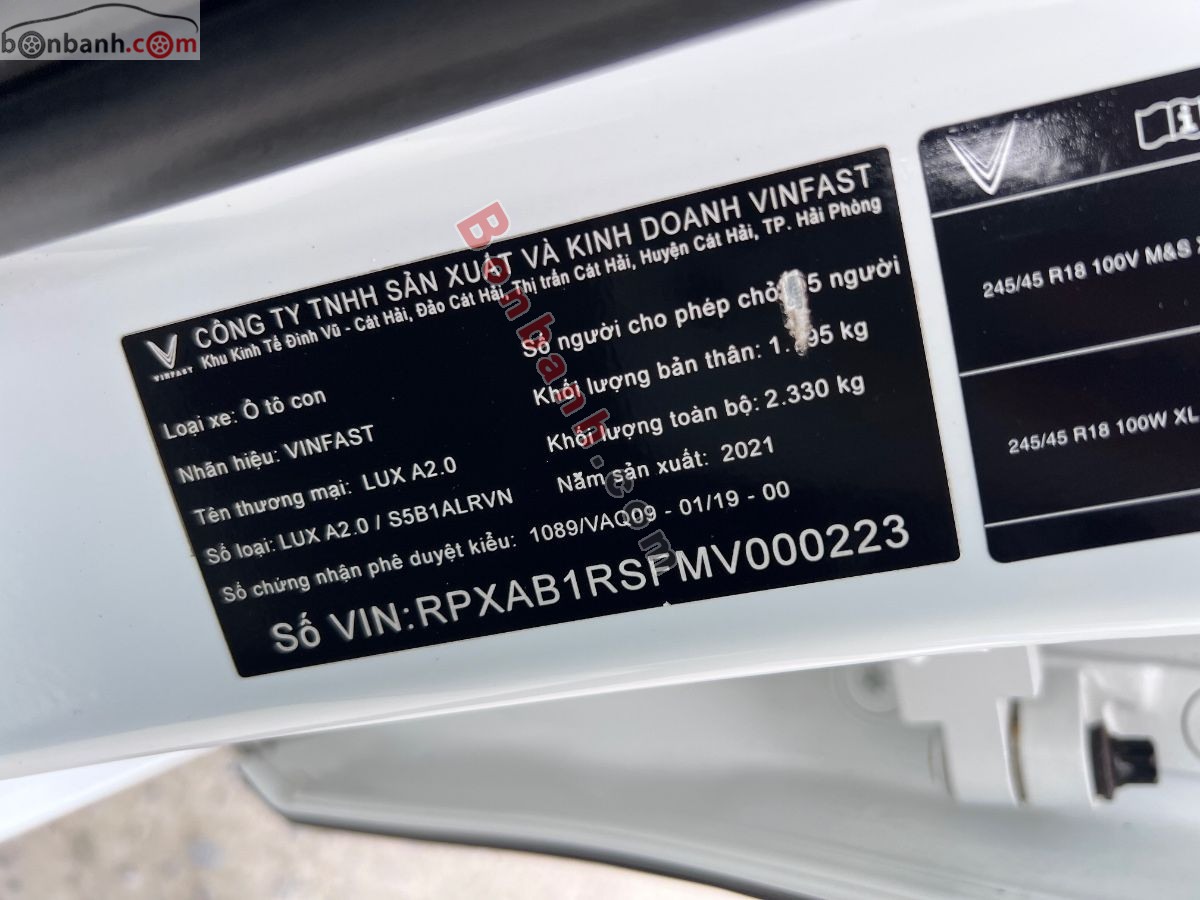 bonbanh.com
CÔNG TY TNHH SẢN XUẤT VÀ KINH DOANH VINFAST
Khu Kinh Tế Đình Vũ - Cát Hải, Đảo Cát Hải, Thị trấn Cát Hải, Huyện Cát Hải, TP. Hải Phòng
VINFAST
Loại xe: Ô tô con
Số người cho phép chở: 5 người
Nhãn hiệu: VINFAST
Khối lượng bản thân: kg
Tên thương mại: LUX A2.0
Khối lượng toàn bộ: 2.330 kg
Số loại: LUX A2.0 / S5B1ALRVN
Năm sản xuất: 2021
Số chứng nhận phê duyệt kiểu: 1089/VAQ09 - 01/19 - 00
Số VIN:RPXAB1RSFMV000223
Bonbanh.com
245/45 R18 100V M&S
245/45 R18 100W XL